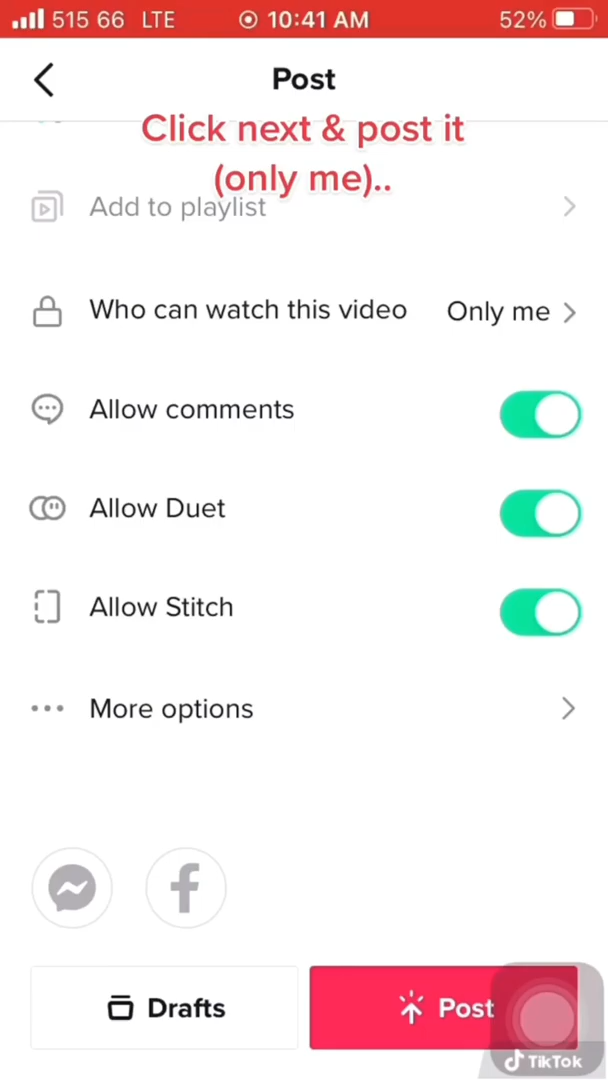 515 66 LTE 10:41 AM 52%
Post
Click next & post it
(only me)..
Add to playlist
Who can watch this video Only me
Allow comments
Allow Duet
Allow Stitch
More options
Drafts Post
TikTok